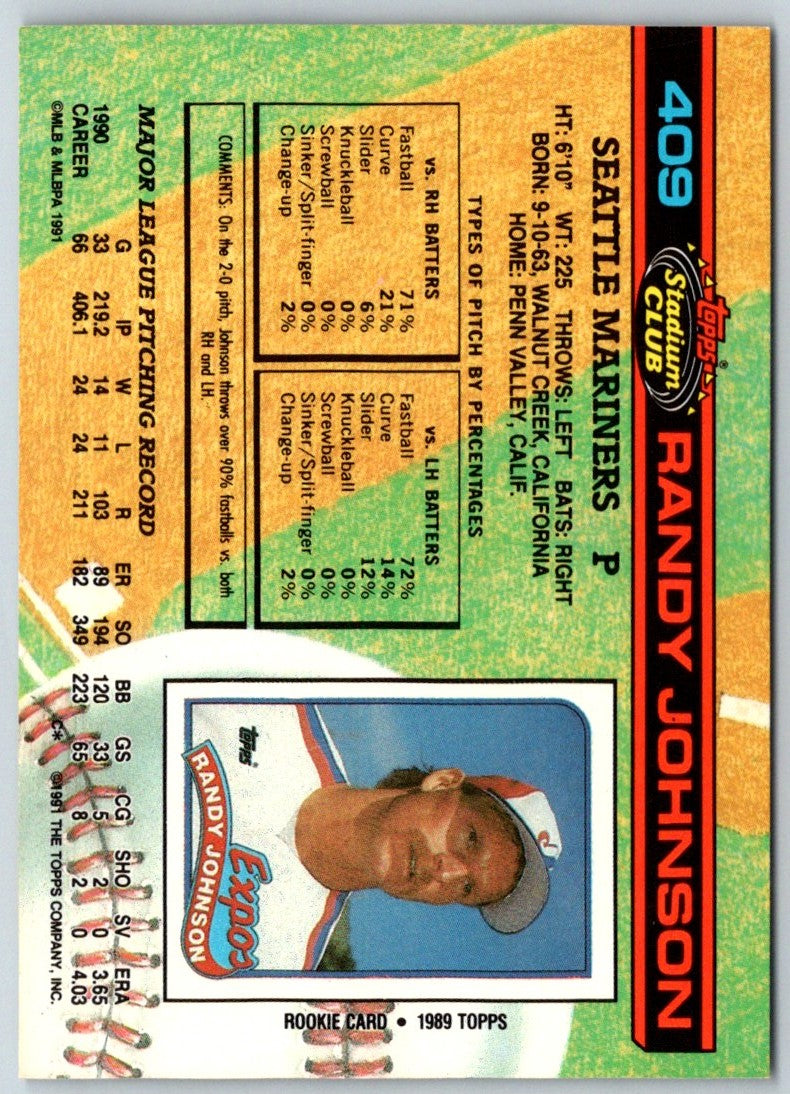 409
Topps®
Stadium
CLUB
RANDY JOHNSON
SEATTLE MARINERS P
HT: 6'10" WT: 225 THROWS: LEFT BATS: RIGHT
BORN: 9-10-63, WALNUT CREEK, CALIFORNIA
HOME: PENN VALLEY, CALIF.
TYPES OF PITCH BY PERCENTAGES
vs. RH BATTERS
Fastball 71%
Curve 21%
Slider 6%
Knuckleball 0%
Screwball 0%
Sinker/Split-finger 0%
Change-up 2%
vs. LH BATTERS
Fastball 72%
Curve 14%
Slider 12%
Knuckleball 0%
Screwball 0%
Sinker/Split-finger 0%
Change-up 2%
COMMENTS: On the 2-0 pitch, Johnson throws over 90% fastballs vs. both
RH and LH.
TOPPS
Expos
RANDY JOHNSON
ROOKIE CARD • 1989 TOPPS
MAJOR LEAGUE PITCHING RECORD
G IP W L R ER SO BB GS CG SHO SV ERA
1990 33 219.2 14 11 103 89 194 120 33 5 2 0 3.65
CAREER 66 406.1 24 24 211 182 349 223 65 8 2 0 4.03
©MLB & MLBPA 1991
C* ©1991 THE TOPPS COMPANY, INC.